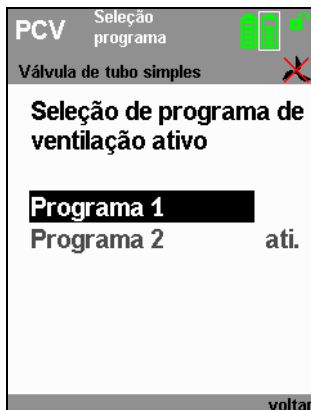 PCV Seleção
programa
Válvula de tubo simples
Seleção de programa de
ventilação ativo
Programa 1
Programa 2 ati.
voltar